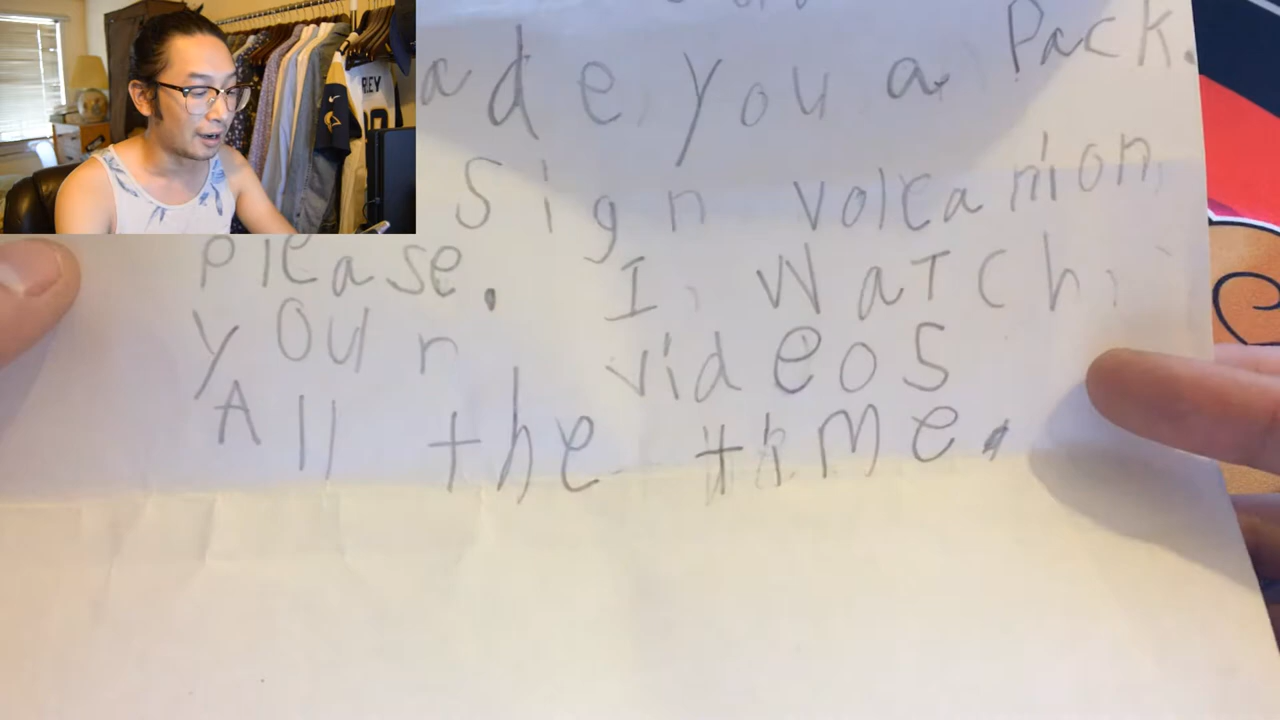 ade you a Pack.
Sign volcanion
Please. I Watch
your videos
All the time.